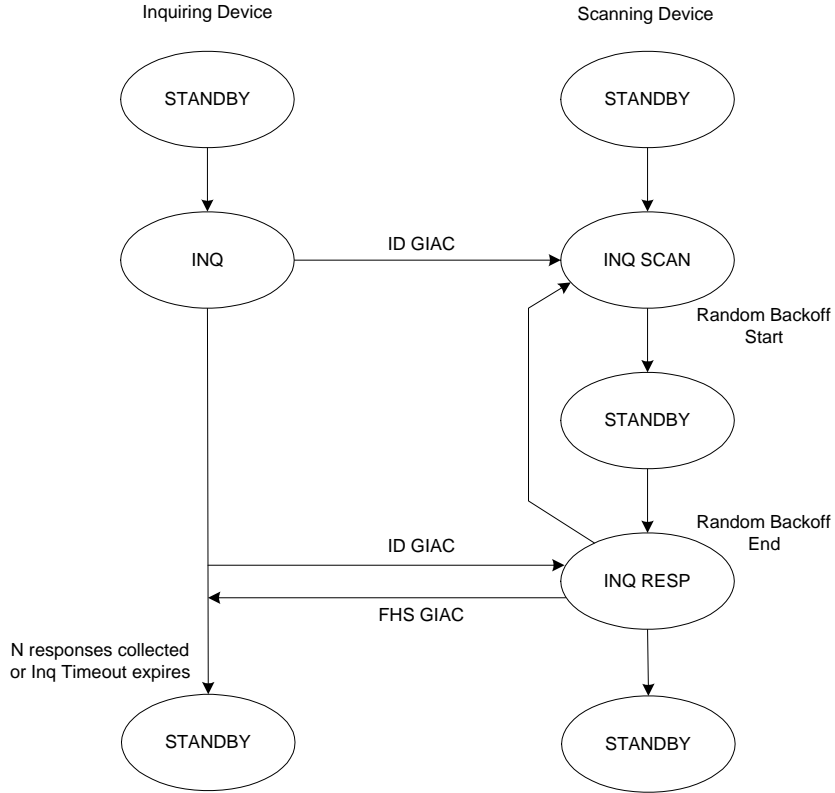 Inquiring Device
Scanning Device
STANDBY
STANDBY
INQ
ID GIAC
INQ SCAN
Random Backoff
Start
STANDBY
Random Backoff
End
ID GIAC
INQ RESP
FHS GIAC
N responses collected
or Inq Timeout expires
STANDBY
STANDBY